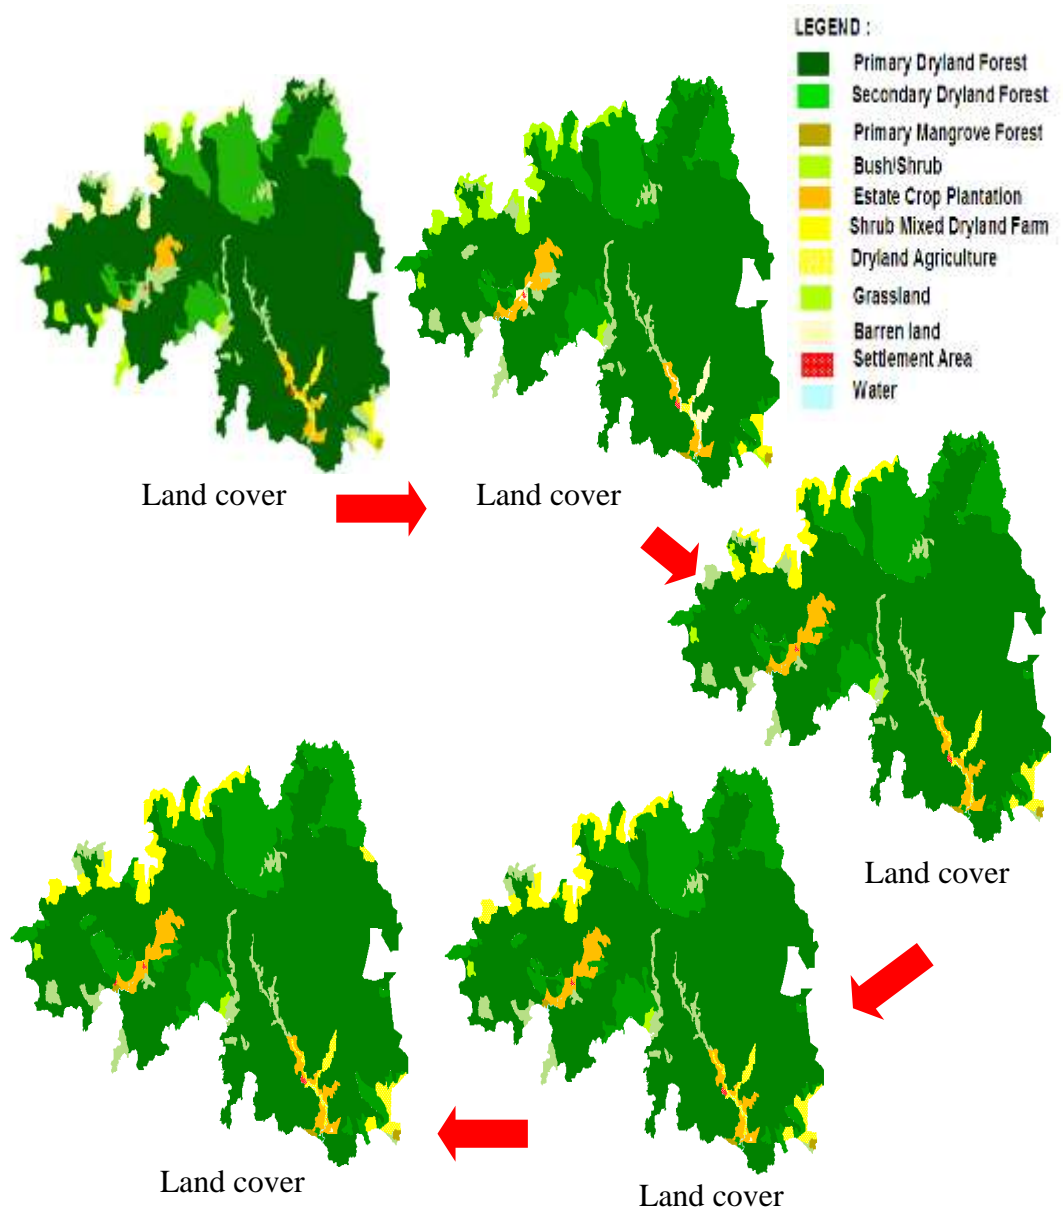 LEGEND :
Primary Dryland Forest
Secondary Dryland Forest
Primary Mangrove Forest
Bush/Shrub
Estate Crop Plantation
Shrub Mixed Dryland Farm
Dryland Agriculture
Grassland
Barren land
Settlement Area
Water
Land cover
Land cover
Land cover
Land cover
Land cover